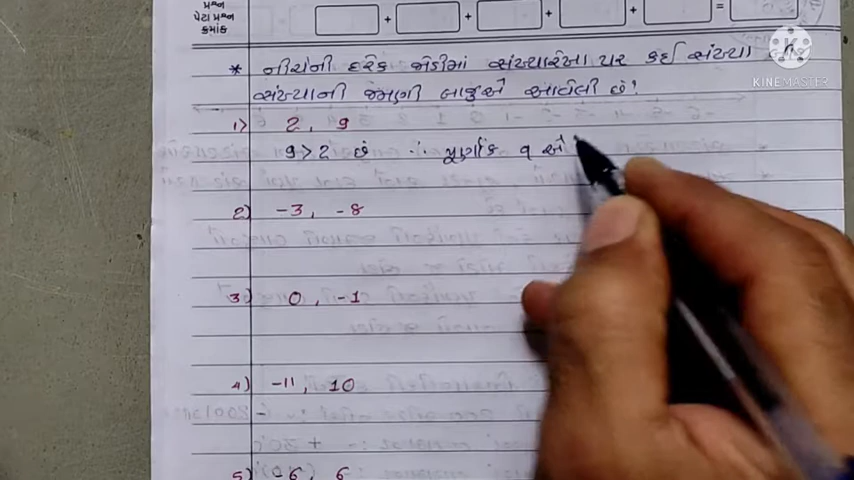 પ્રશ્ન
પેટા પ્રશ્ન
ક્રમાંક
+ + + + =
* નીચેની દરેક જોડીમાં સંખ્યારેખા પર કઈ સંખ્યા
સંખ્યાની જમણી બાજુએ આવેલી છે?
1) 2, 9
9>2 છે ∴ પૂર્ણાંક 9 એ
2) -3, -8
3) 0, -1
4) -11, 10
5) -6, 6
KINEMASTER